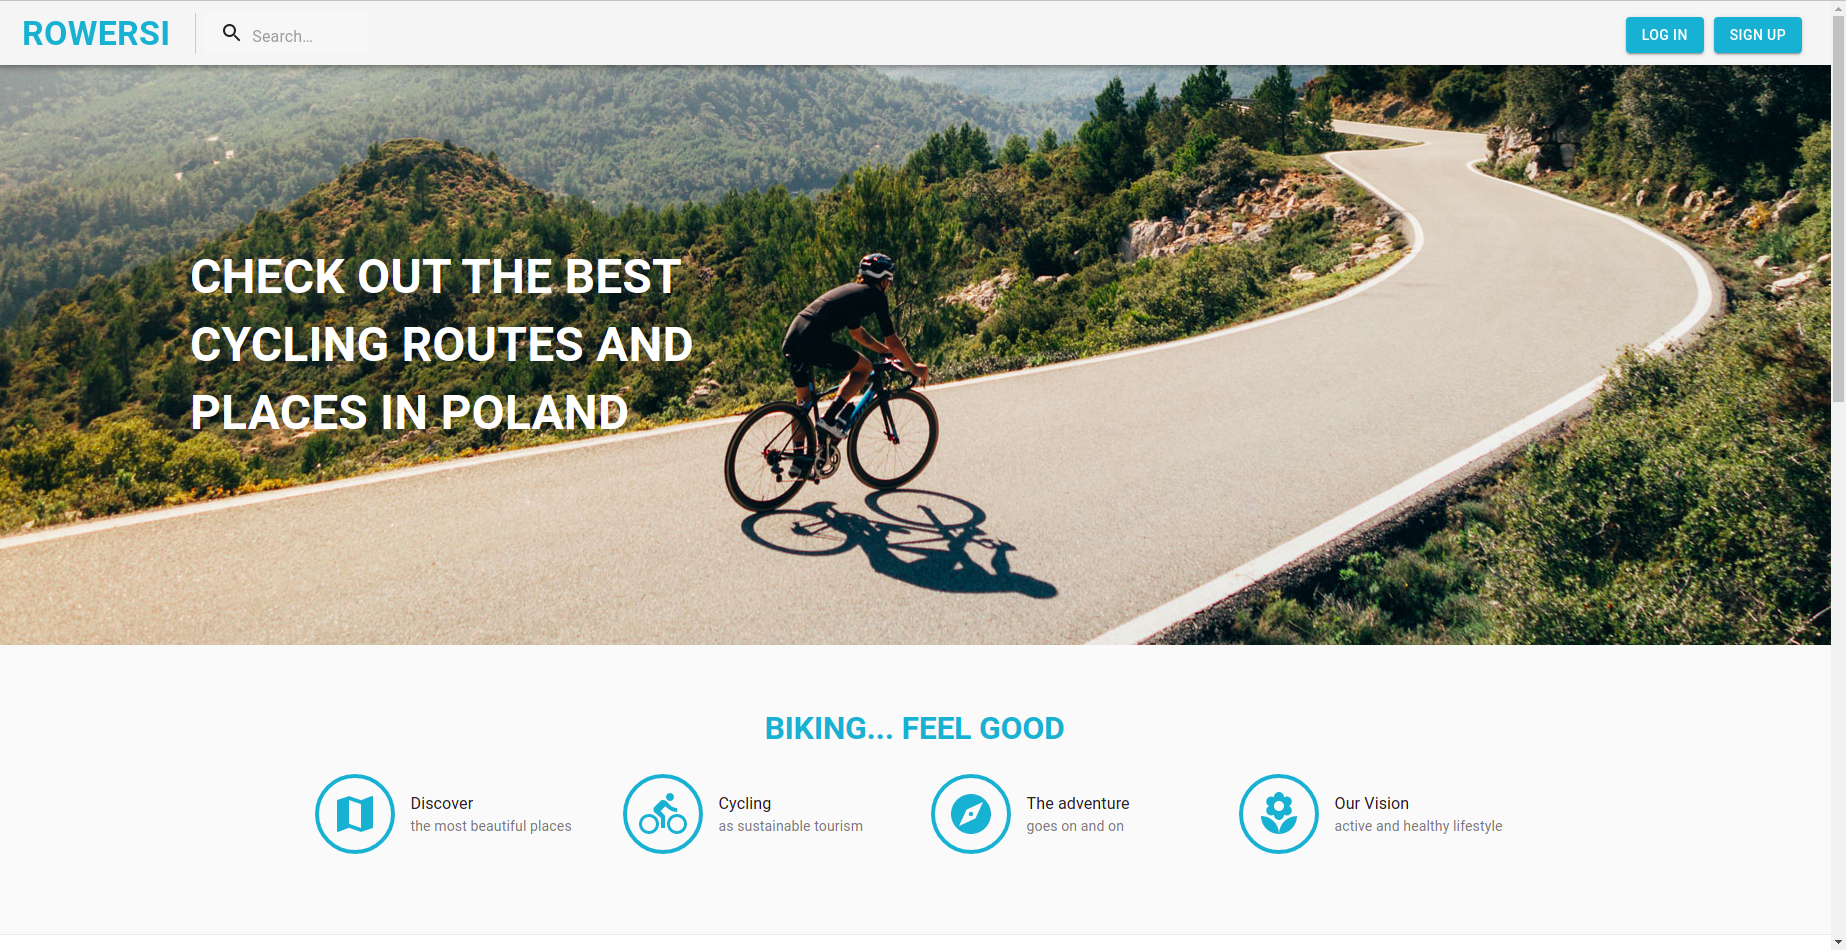 ROWERSI
Search...
LOG IN
SIGN UP
CHECK OUT THE BEST
CYCLING ROUTES AND
PLACES IN POLAND
BIKING... FEEL GOOD
Discover
the most beautiful places
Cycling
as sustainable tourism
The adventure
goes on and on
Our Vision
active and healthy lifestyle